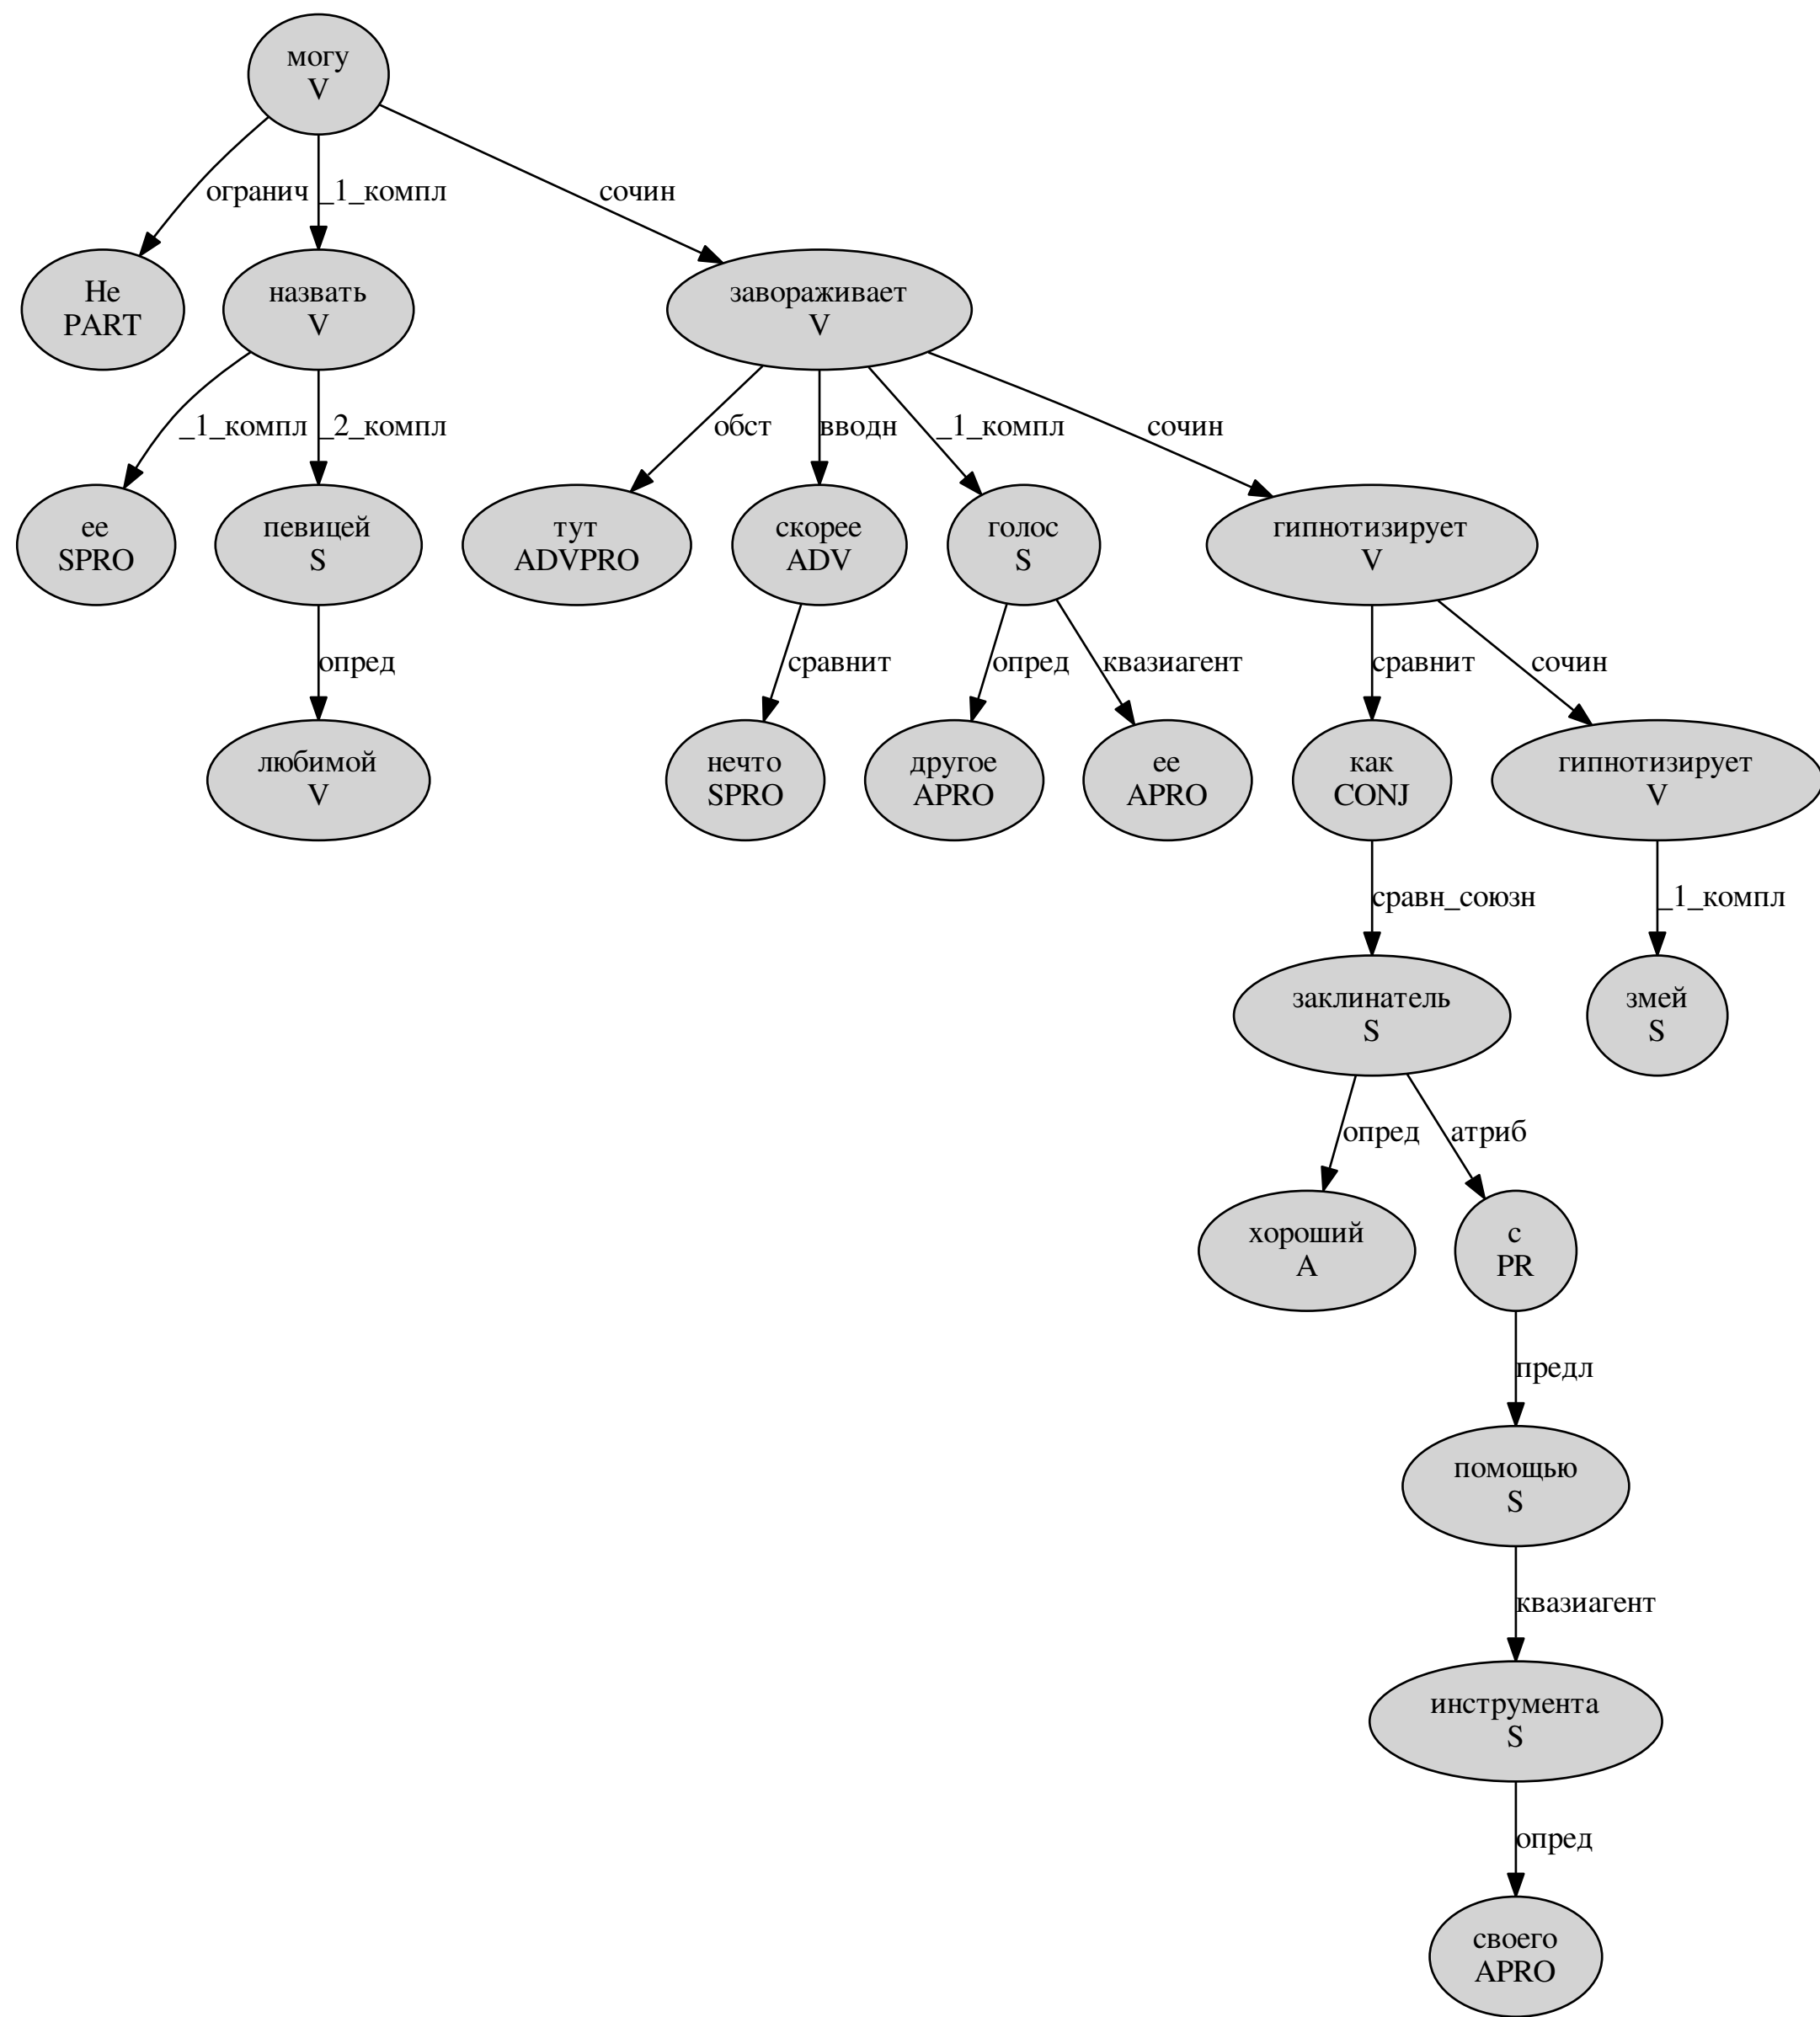 могу
V
огранич
_1_компл
сочин
Не
PART
назвать
V
завораживает
V
_1_компл
_2_компл
обст
вводн
_1_компл
сочин
ее
SPRO
певицей
S
тут
ADVPRO
скорее
ADV
голос
S
гипнотизирует
V
опред
сравнит
опред
квазиагент
сравнит
сочин
любимой
V
нечто
SPRO
другое
APRO
ее
APRO
как
CONJ
гипнотизирует
V
сравн_союзн
_1_компл
заклинатель
S
змей
S
опред
атриб
хороший
A
с
PR
предл
помощью
S
квазиагент
инструмента
S
опред
своего
APRO